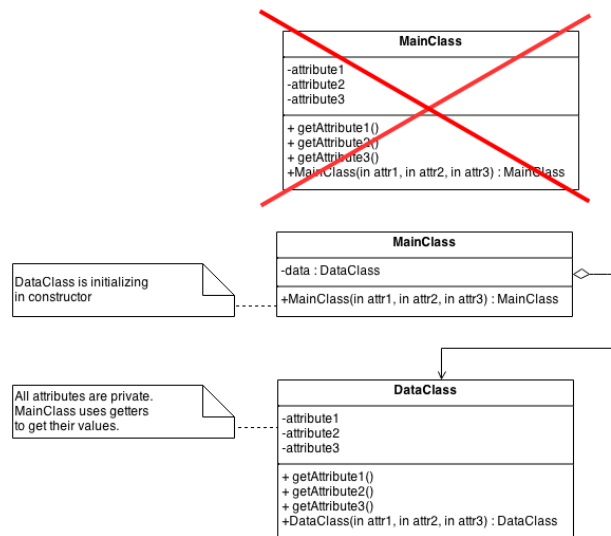 MainClass
-attribute1
-attribute2
-attribute3
+ getAttribute1()
+ getAttribute2()
+ getAttribute3()
+MainClass(in attr1, in attr2, in attr3) : MainClass
MainClass
-data : DataClass
+MainClass(in attr1, in attr2, in attr3) : MainClass
DataClass is initializing
in constructor
All attributes are private.
MainClass uses getters
to get their values.
DataClass
-attribute1
-attribute2
-attribute3
+ getAttribute1()
+ getAttribute2()
+ getAttribute3()
+DataClass(in attr1, in attr2, in attr3) : DataClass